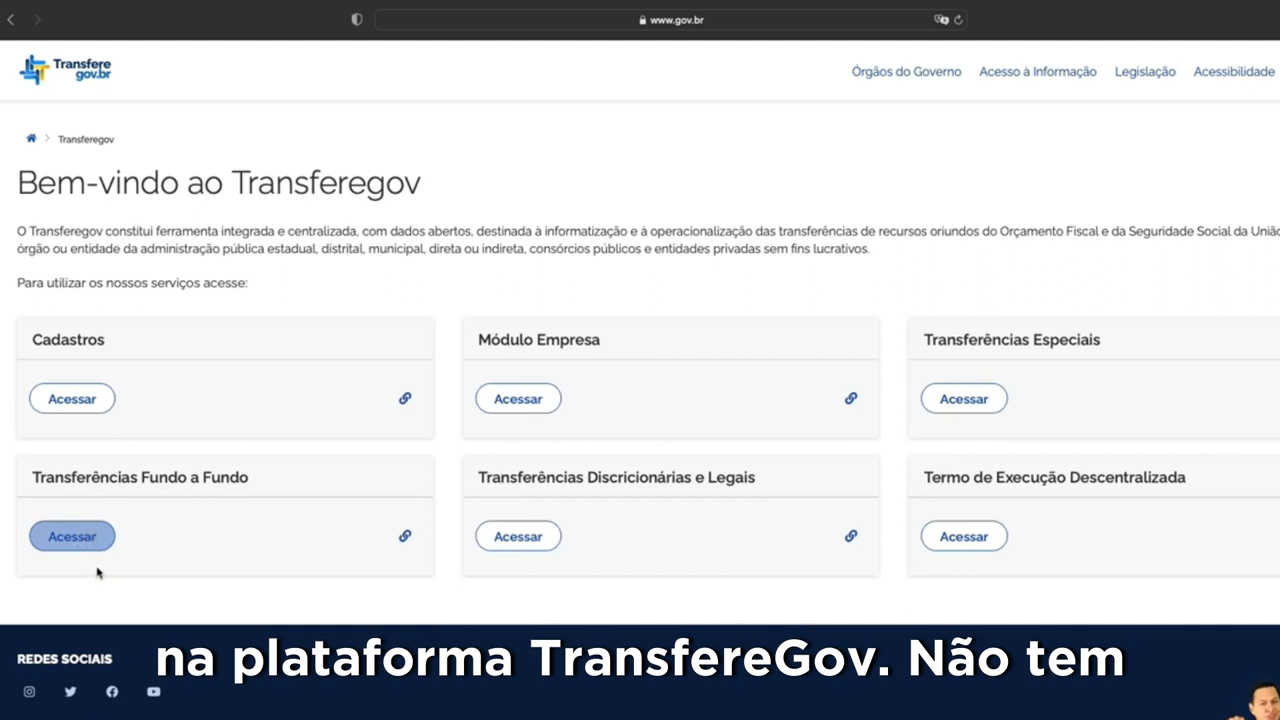 www.gov.br
Transfere
gov.br
Órgãos do Governo Acesso à Informação Legislação Acessibilidade
Transferegov
Bem-vindo ao Transferegov
O Transferegov constitui ferramenta integrada e centralizada, com dados abertos, destinada à informatização e à operacionalização das transferências de recursos oriundos do Orçamento Fiscal e da Seguridade Social da União
órgão ou entidade da administração pública estadual, distrital, municipal, direta ou indireta, consórcios públicos e entidades privadas sem fins lucrativos.
Para utilizar os nossos serviços acesse:
Cadastros
Acessar
Módulo Empresa
Acessar
Transferências Especiais
Acessar
Transferências Fundo a Fundo
Acessar
Transferências Discricionárias e Legais
Acessar
Termo de Execução Descentralizada
Acessar
REDES SOCIAIS
na plataforma TransfereGov. Não tem